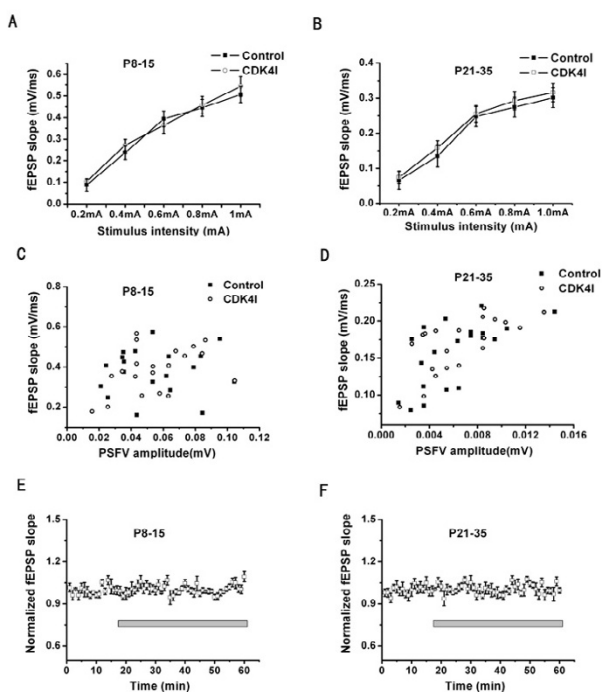 A
P8-15
Control
CDK4I
fEPSP slope (mV/ms)
0.6
0.5
0.4
0.3
0.2
0.1
0.0
0.2mA 0.4mA 0.6mA 0.8mA 1mA
Stimulus intensity (mA)
B
P21-35
Control
CDK4I
fEPSP slope (mV/ms)
0.4
0.3
0.2
0.1
0.0
0.2mA 0.4mA 0.6mA 0.8mA 1.0mA
Stimulus intensity (mA)
C
P8-15
Control
CDK4I
fEPSP slope (mV/ms)
0.8
0.6
0.4
0.2
0.00 0.02 0.04 0.06 0.08 0.10 0.12
PSFV amplitude(mV)
D
P21-35
Control
CDK4I
fEPSP slope (mV/ms)
0.25
0.20
0.15
0.10
0.000 0.004 0.008 0.012 0.016
PSFV amplitude(mV)
E
P8-15
Normalized fEPSP slope
1.5
1.2
0.9
0.6
0 10 20 30 40 50 60
Time (min)
F
P21-35
Normalized fEPSP slope
1.5
1.2
0.9
0.6
0 10 20 30 40 50 60
Time (min)